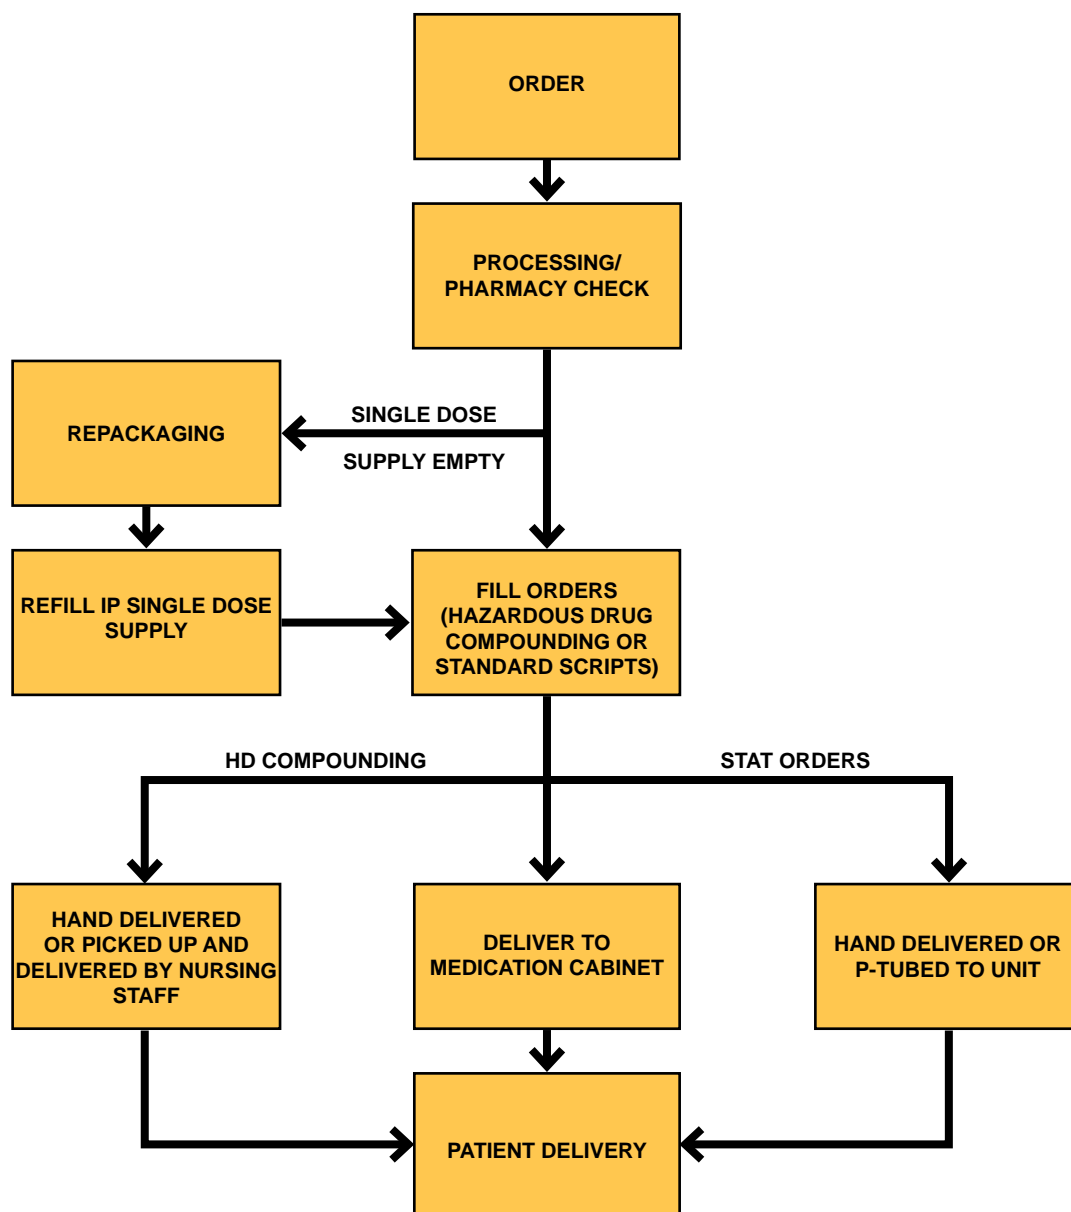 ORDER
PROCESSING/
PHARMACY CHECK
SINGLE DOSE
SUPPLY EMPTY
REPACKAGING
REFILL IP SINGLE DOSE
SUPPLY
FILL ORDERS
(HAZARDOUS DRUG
COMPOUNDING OR
STANDARD SCRIPTS)
HD COMPOUNDING
STAT ORDERS
HAND DELIVERED
OR PICKED UP AND
DELIVERED BY NURSING
STAFF
DELIVER TO
MEDICATION CABINET
HAND DELIVERED OR
P-TUBED TO UNIT
PATIENT DELIVERY